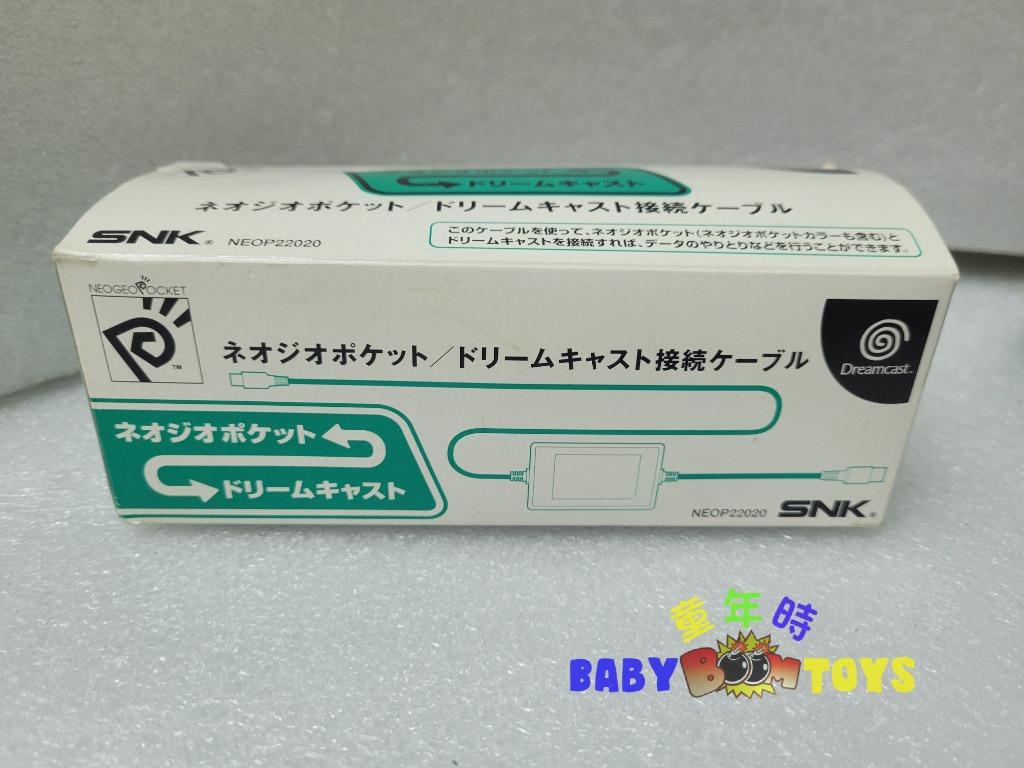 ドリームキャスト
ネオジオポケット／ドリームキャスト接続ケーブル
SNK® NEOP22020
このケーブルを使って、ネオジオポケット(ネオジオポケットカラーも含む)と
ドリームキャストを接続すれば、データのやりとりなどを行うことができます。
NEOGEO POCKET
TM
ネオジオポケット／ドリームキャスト接続ケーブル
Dreamcast™
ネオジオポケット
ドリームキャスト
NEOP22020 SNK®
童年時
BABY BOOM TOYS